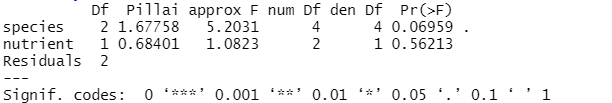 Df Pillai approx F num Df den Df Pr(>F)
species 2 1.67758 5.2031 4 4 0.06959 .
nutrient 1 0.68401 1.0823 2 1 0.56213
Residuals 2
---
Signif. codes: 0 ‘***’ 0.001 ‘**’ 0.01 ‘*’ 0.05 ‘.’ 0.1 ‘ ’ 1